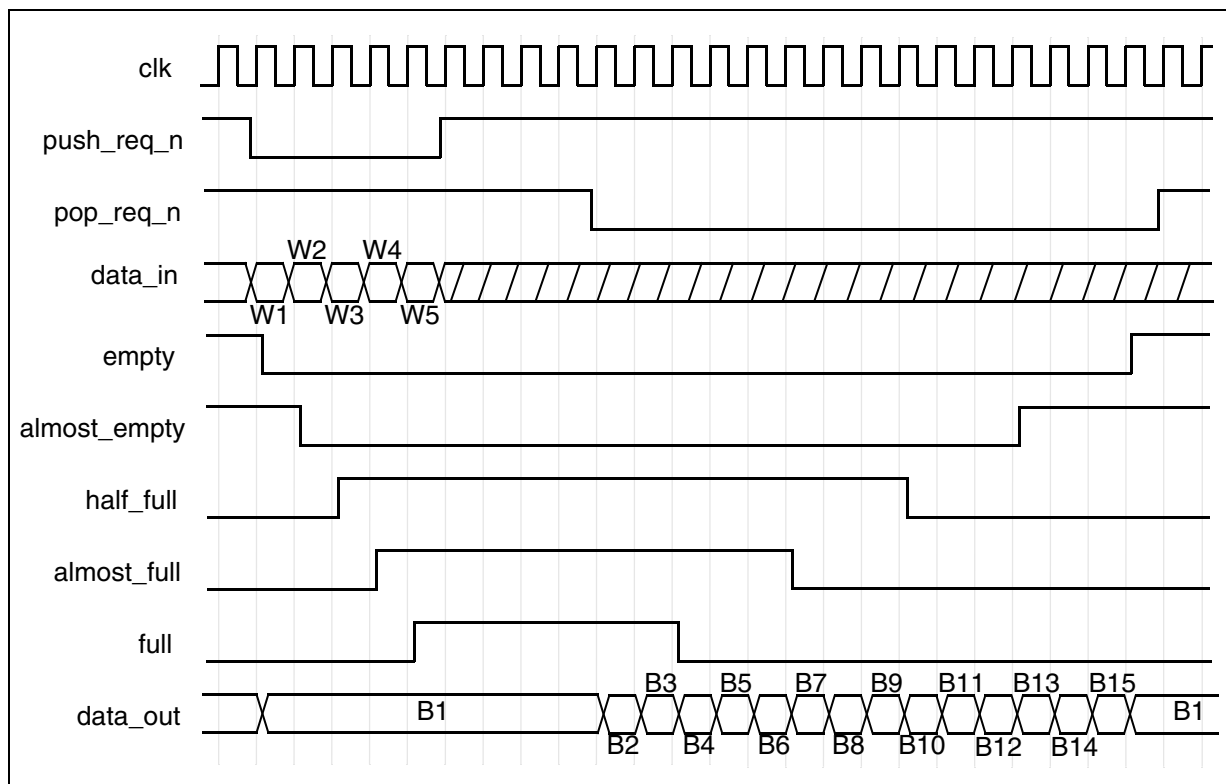 clk
push_req_n
pop_req_n
W2 W4
data_in
W1 W3 W5
empty
almost_empty
half_full
almost_full
full
B3 B5 B7 B9 B11 B13 B15
data_out B1 B1
B2 B4 B6 B8 B10 B12 B14